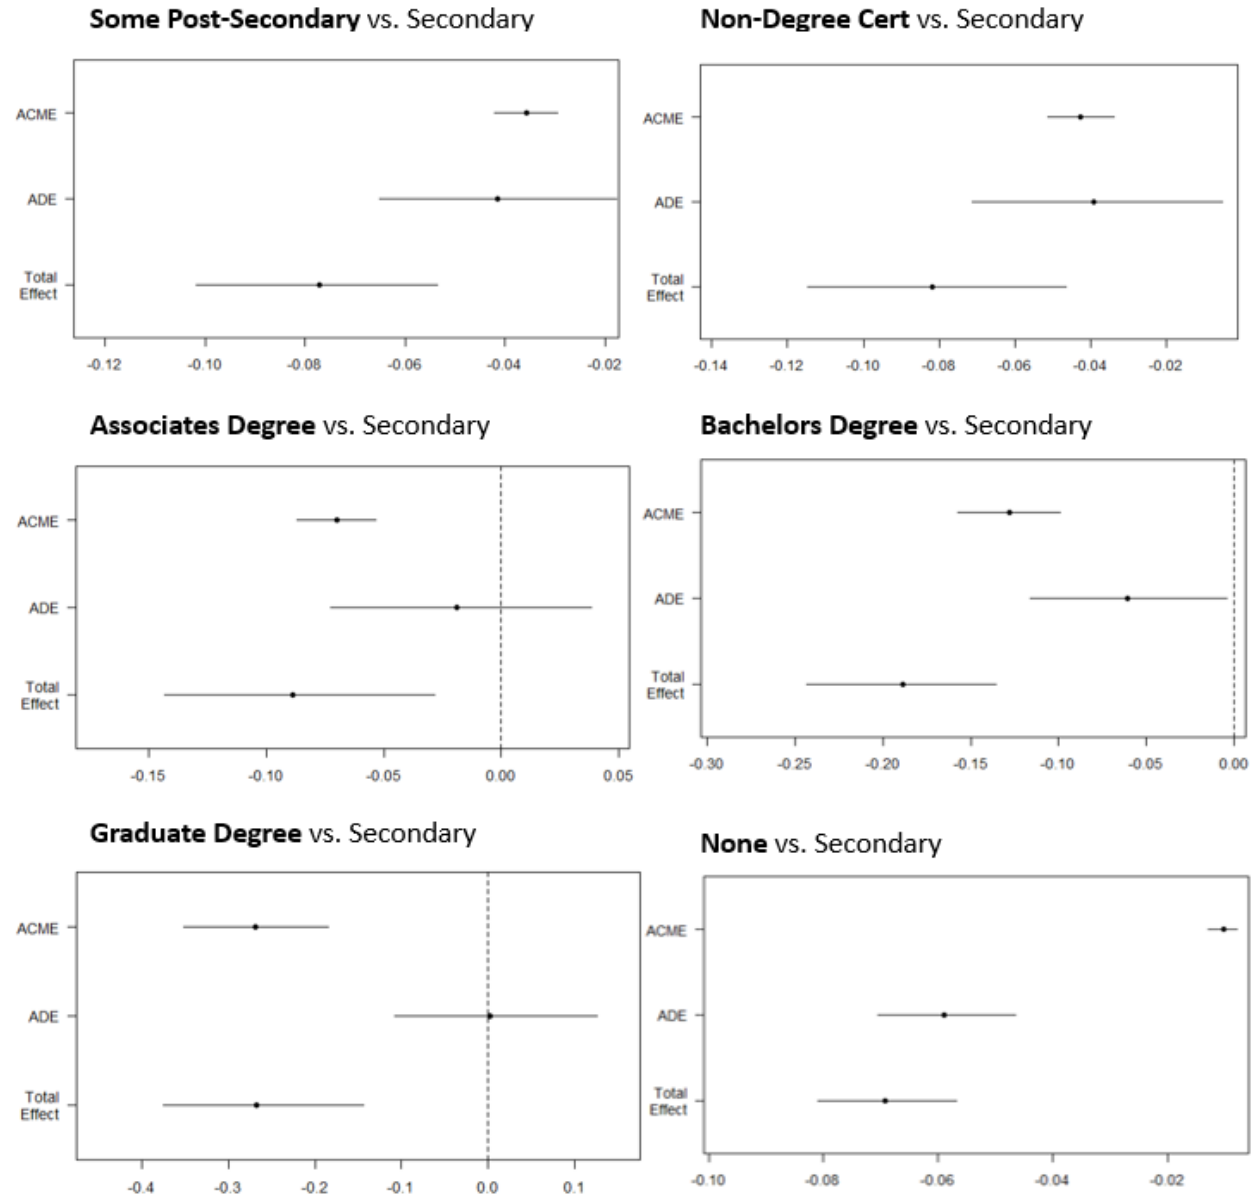 Some Post-Secondary vs. Secondary
ACME
ADE
Total
Effect
-0.12 -0.10 -0.08 -0.06 -0.04 -0.02
Non-Degree Cert vs. Secondary
ACME
ADE
Total
Effect
-0.14 -0.12 -0.10 -0.08 -0.06 -0.04 -0.02
Associates Degree vs. Secondary
ACME
ADE
Total
Effect
-0.15 -0.10 -0.05 0.00 0.05
Bachelors Degree vs. Secondary
ACME
ADE
Total
Effect
-0.30 -0.25 -0.20 -0.15 -0.10 -0.05 0.00
Graduate Degree vs. Secondary
ACME
ADE
Total
Effect
-0.4 -0.3 -0.2 -0.1 0.0 0.1
None vs. Secondary
ACME
ADE
Total
Effect
-0.10 -0.08 -0.06 -0.04 -0.02